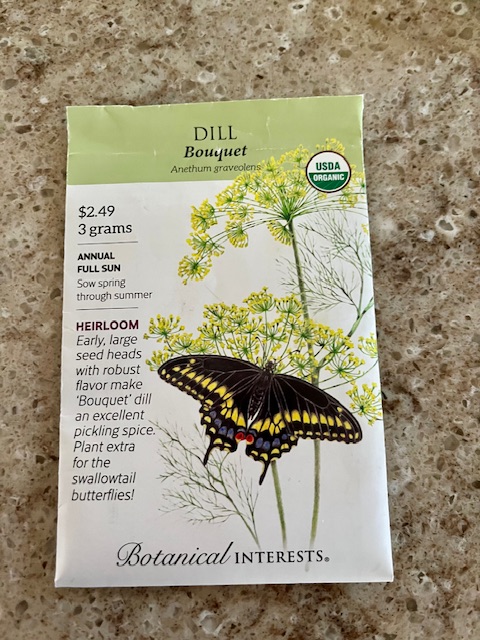 DILL
Bouquet
Anethum graveolens
USDA
ORGANIC
$2.49
3 grams
ANNUAL
FULL SUN
Sow spring
through summer
HEIRLOOM
Early, large
seed heads
with robust
flavor make
'Bouquet' dill
an excellent
pickling spice.
Plant extra
for the
swallowtail
butterflies!
Botanical INTERESTS®